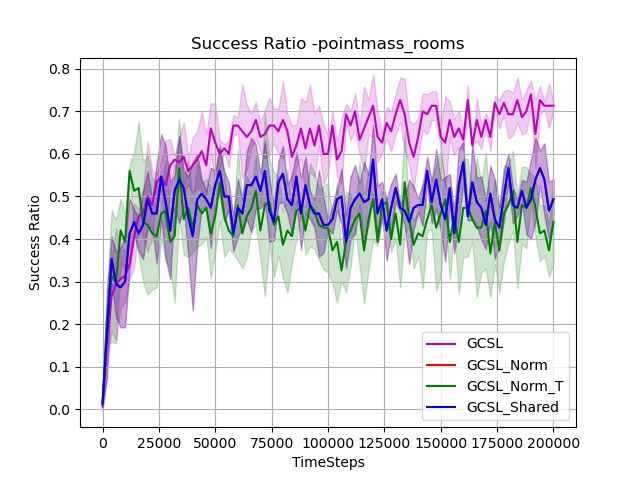 Success Ratio -pointmass_rooms
0.8
0.7
0.6
0.5
0.4
0.3
0.2
0.1
0.0
Success Ratio
GCSL
GCSL_Norm
GCSL_Norm_T
GCSL_Shared
0 25000 50000 75000 100000 125000 150000 175000 200000
TimeSteps